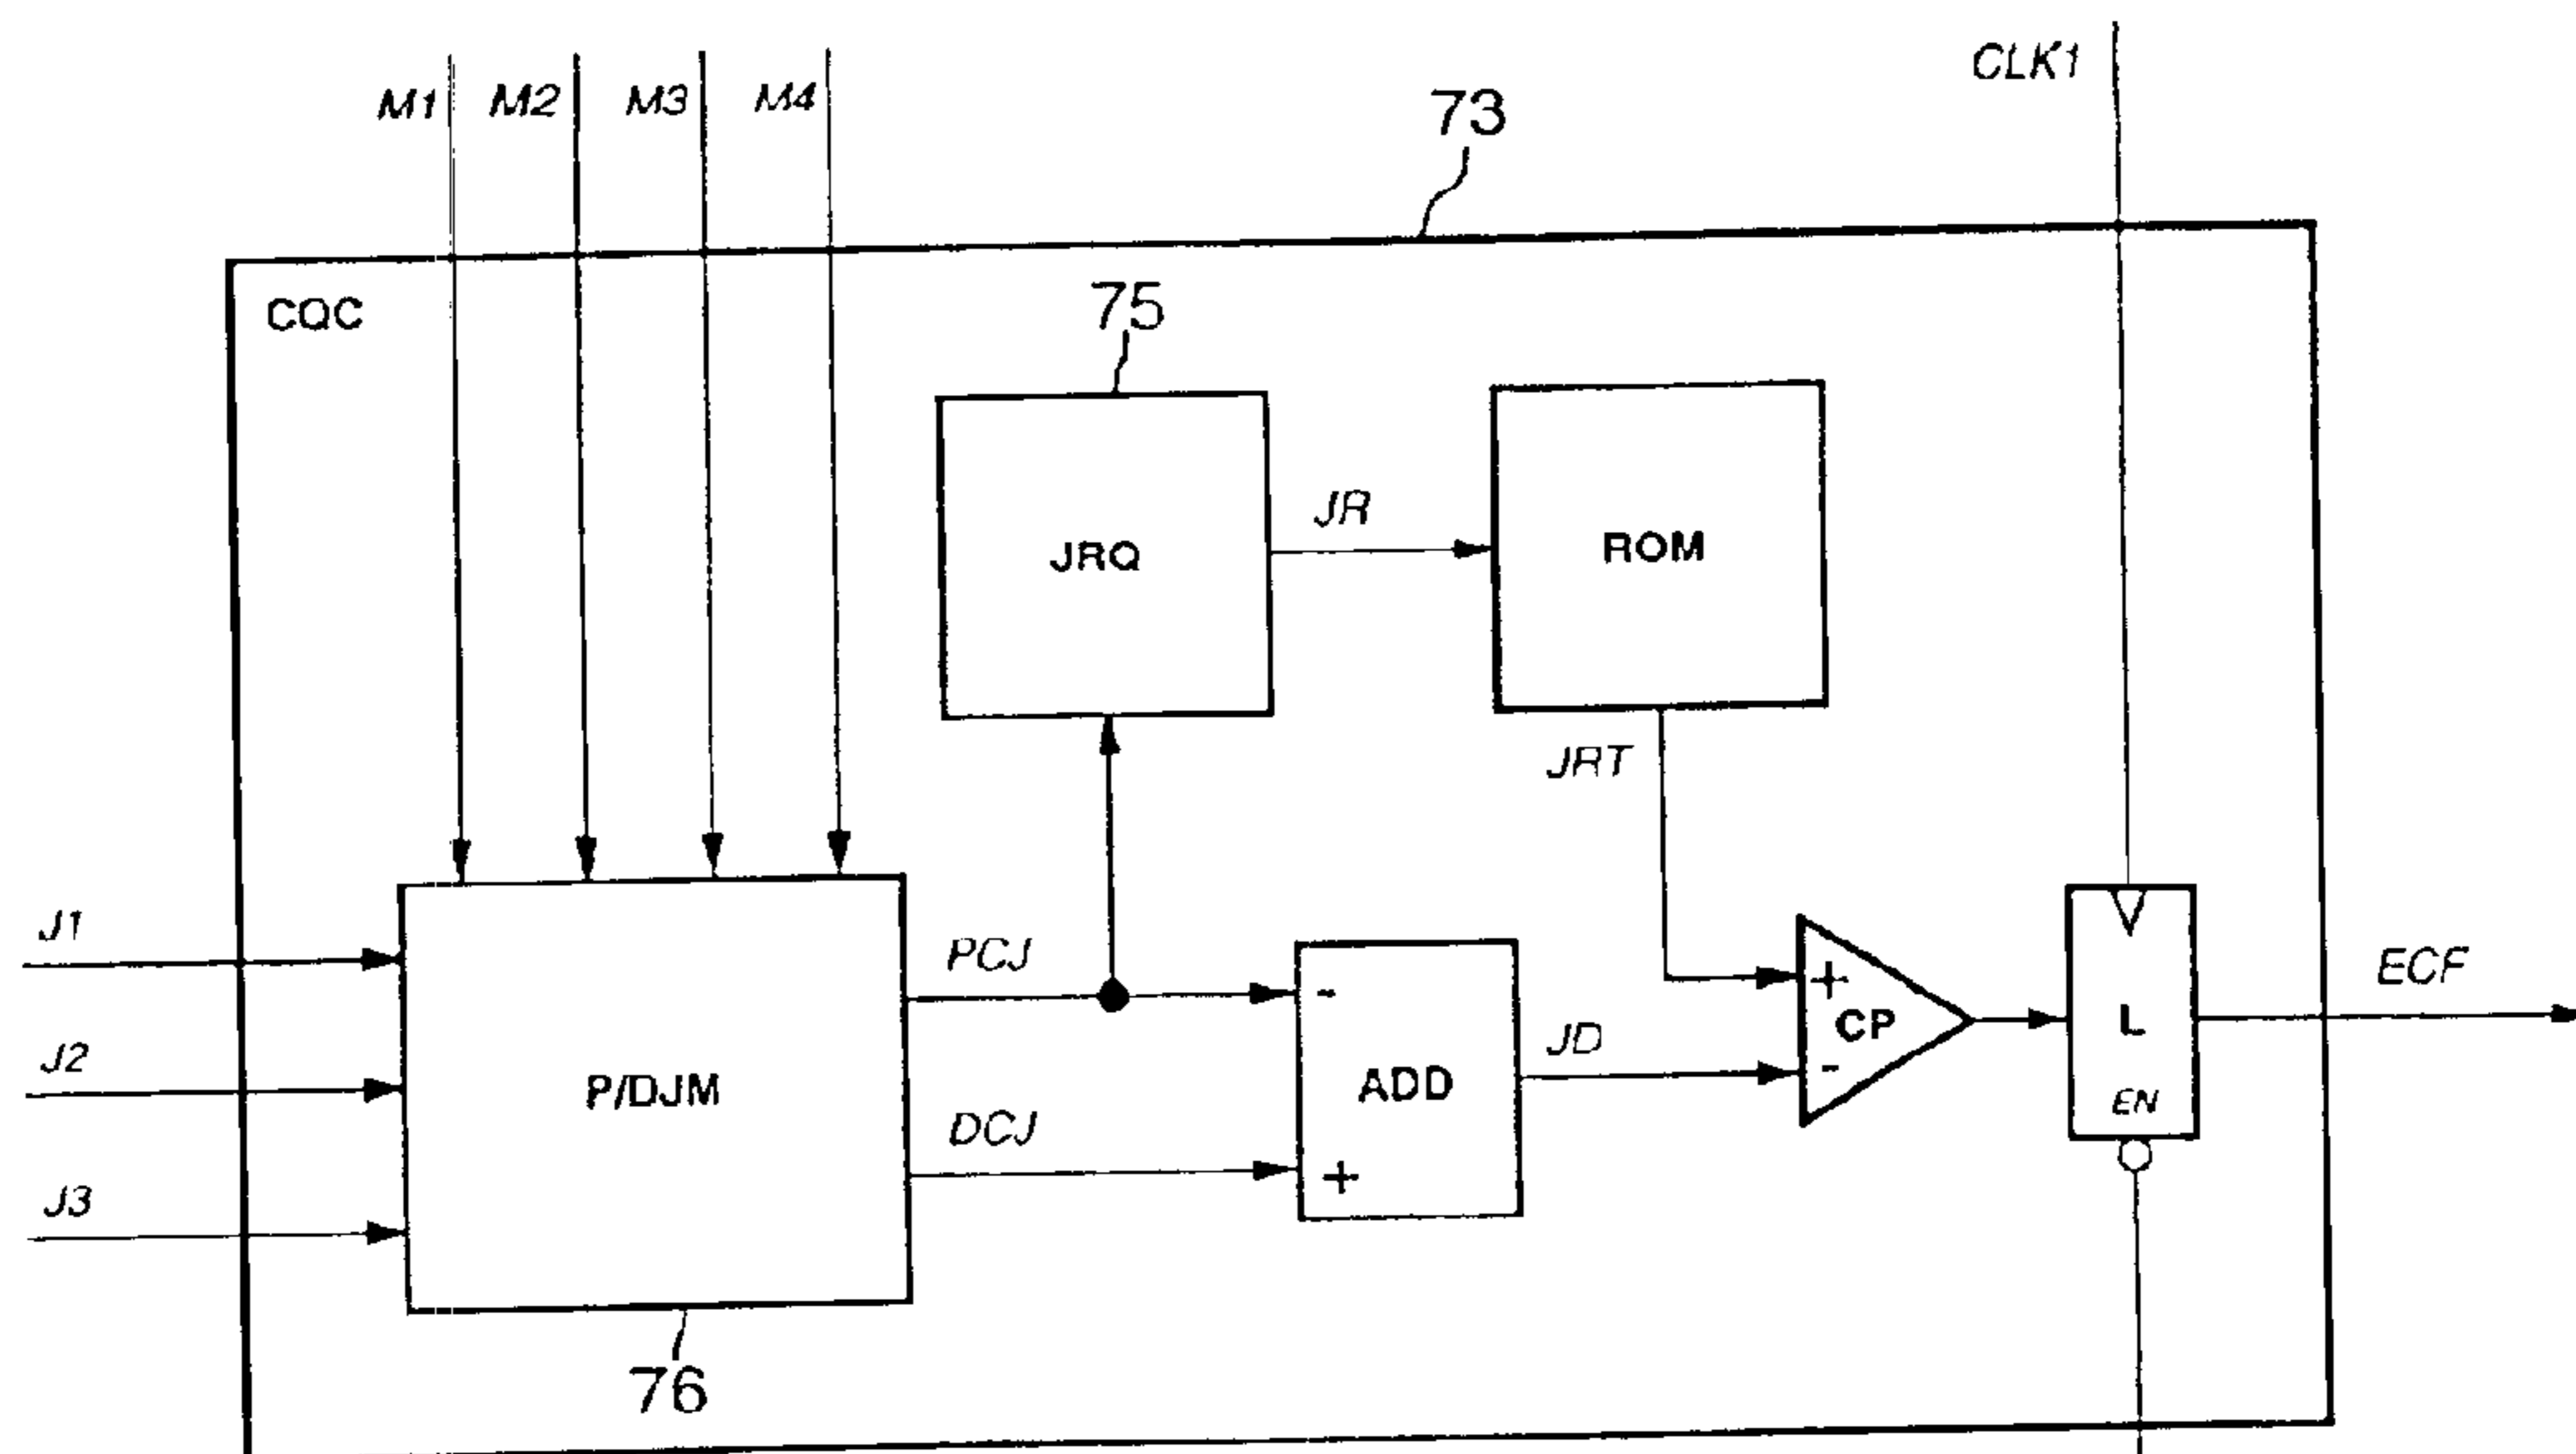 CLK1
M1 M2 M3 M4
73
CQC
75
JRQ
JR
ROM
JRT
J1
PCJ
+
CP
-
L
EN
ECF
-
ADD
+
JD
J2
P/DJM
DCJ
J3
76